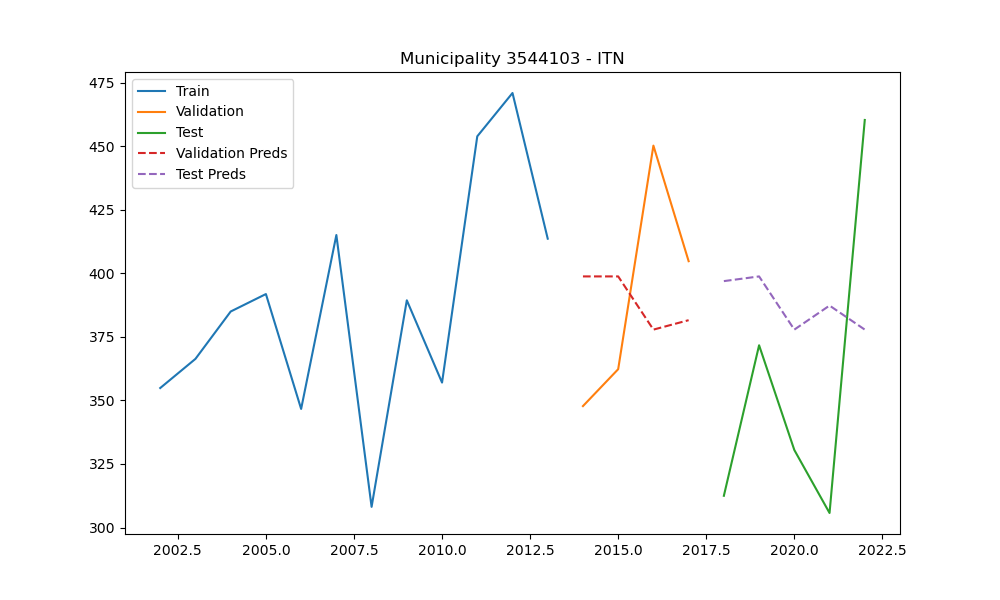 Municipality 3544103 - ITN
Train
Validation
Test
Validation Preds
Test Preds
475
450
425
400
375
350
325
300
2002.5 2005.0 2007.5 2010.0 2012.5 2015.0 2017.5 2020.0 2022.5